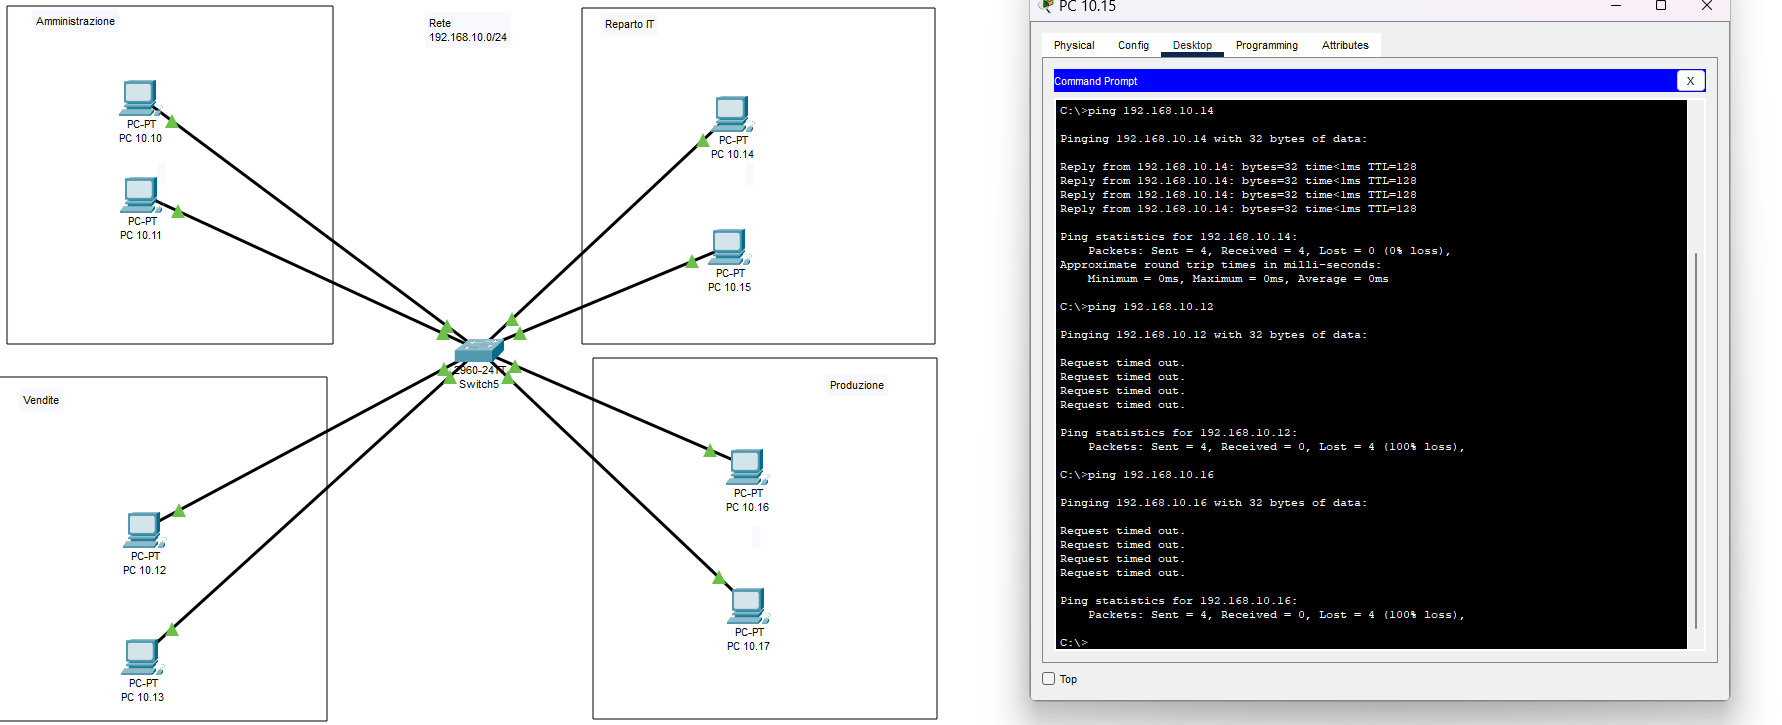 Amministrazione
Rete
192.168.10.0/24
Reparto IT
PC-PT
PC 10.10
PC-PT
PC 10.11
PC-PT
PC 10.14
PC-PT
PC 10.15
2960-24TT
Switch5
Vendite
Produzione
PC-PT
PC 10.12
PC-PT
PC 10.13
PC-PT
PC 10.16
PC-PT
PC 10.17
PC 10.15
Physical Config Desktop Programming Attributes
Command Prompt
X
C:\>ping 192.168.10.14
Pinging 192.168.10.14 with 32 bytes of data:
Reply from 192.168.10.14: bytes=32 time<1ms TTL=128
Reply from 192.168.10.14: bytes=32 time<1ms TTL=128
Reply from 192.168.10.14: bytes=32 time<1ms TTL=128
Reply from 192.168.10.14: bytes=32 time<1ms TTL=128
Ping statistics for 192.168.10.14:
Packets: Sent = 4, Received = 4, Lost = 0 (0% loss),
Approximate round trip times in milli-seconds:
Minimum = 0ms, Maximum = 0ms, Average = 0ms
C:\>ping 192.168.10.12
Pinging 192.168.10.12 with 32 bytes of data:
Request timed out.
Request timed out.
Request timed out.
Request timed out.
Ping statistics for 192.168.10.12:
Packets: Sent = 4, Received = 0, Lost = 4 (100% loss),
C:\>ping 192.168.10.16
Pinging 192.168.10.16 with 32 bytes of data:
Request timed out.
Request timed out.
Request timed out.
Request timed out.
Ping statistics for 192.168.10.16:
Packets: Sent = 4, Received = 0, Lost = 4 (100% loss),
C:\>
Top